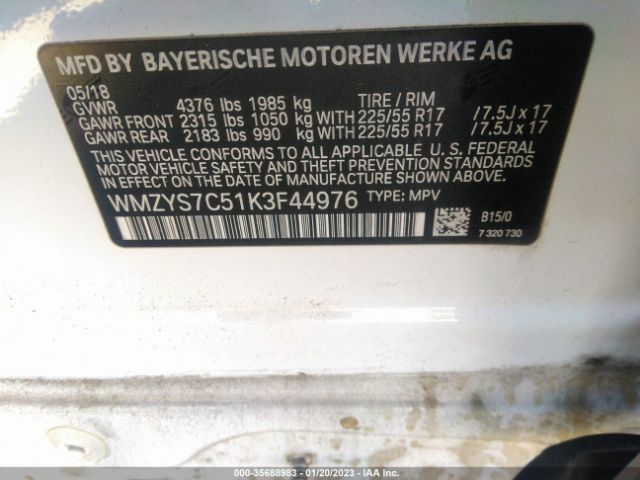 MFD BY BAYERISCHE MOTOREN WERKE AG
05/18
GVWR 4376 lbs 1985 kg TIRE / RIM
GAWR FRONT 2315 lbs 1050 kg WITH 225/55 R17 / 7.5J x 17
GAWR REAR 2183 lbs 990 kg WITH 225/55 R17 / 7.5J x 17
THIS VEHICLE CONFORMS TO ALL APPLICABLE U. S. FEDERAL
MOTOR VEHICLE SAFETY AND THEFT PREVENTION STANDARDS
IN EFFECT ON THE DATE OF MANUFACTURE SHOWN ABOVE.
WMZYS7C51K3F44976 TYPE: MPV
B15/0
7 320 730
000-35688983 — 01/20/2023 — IAA Inc.